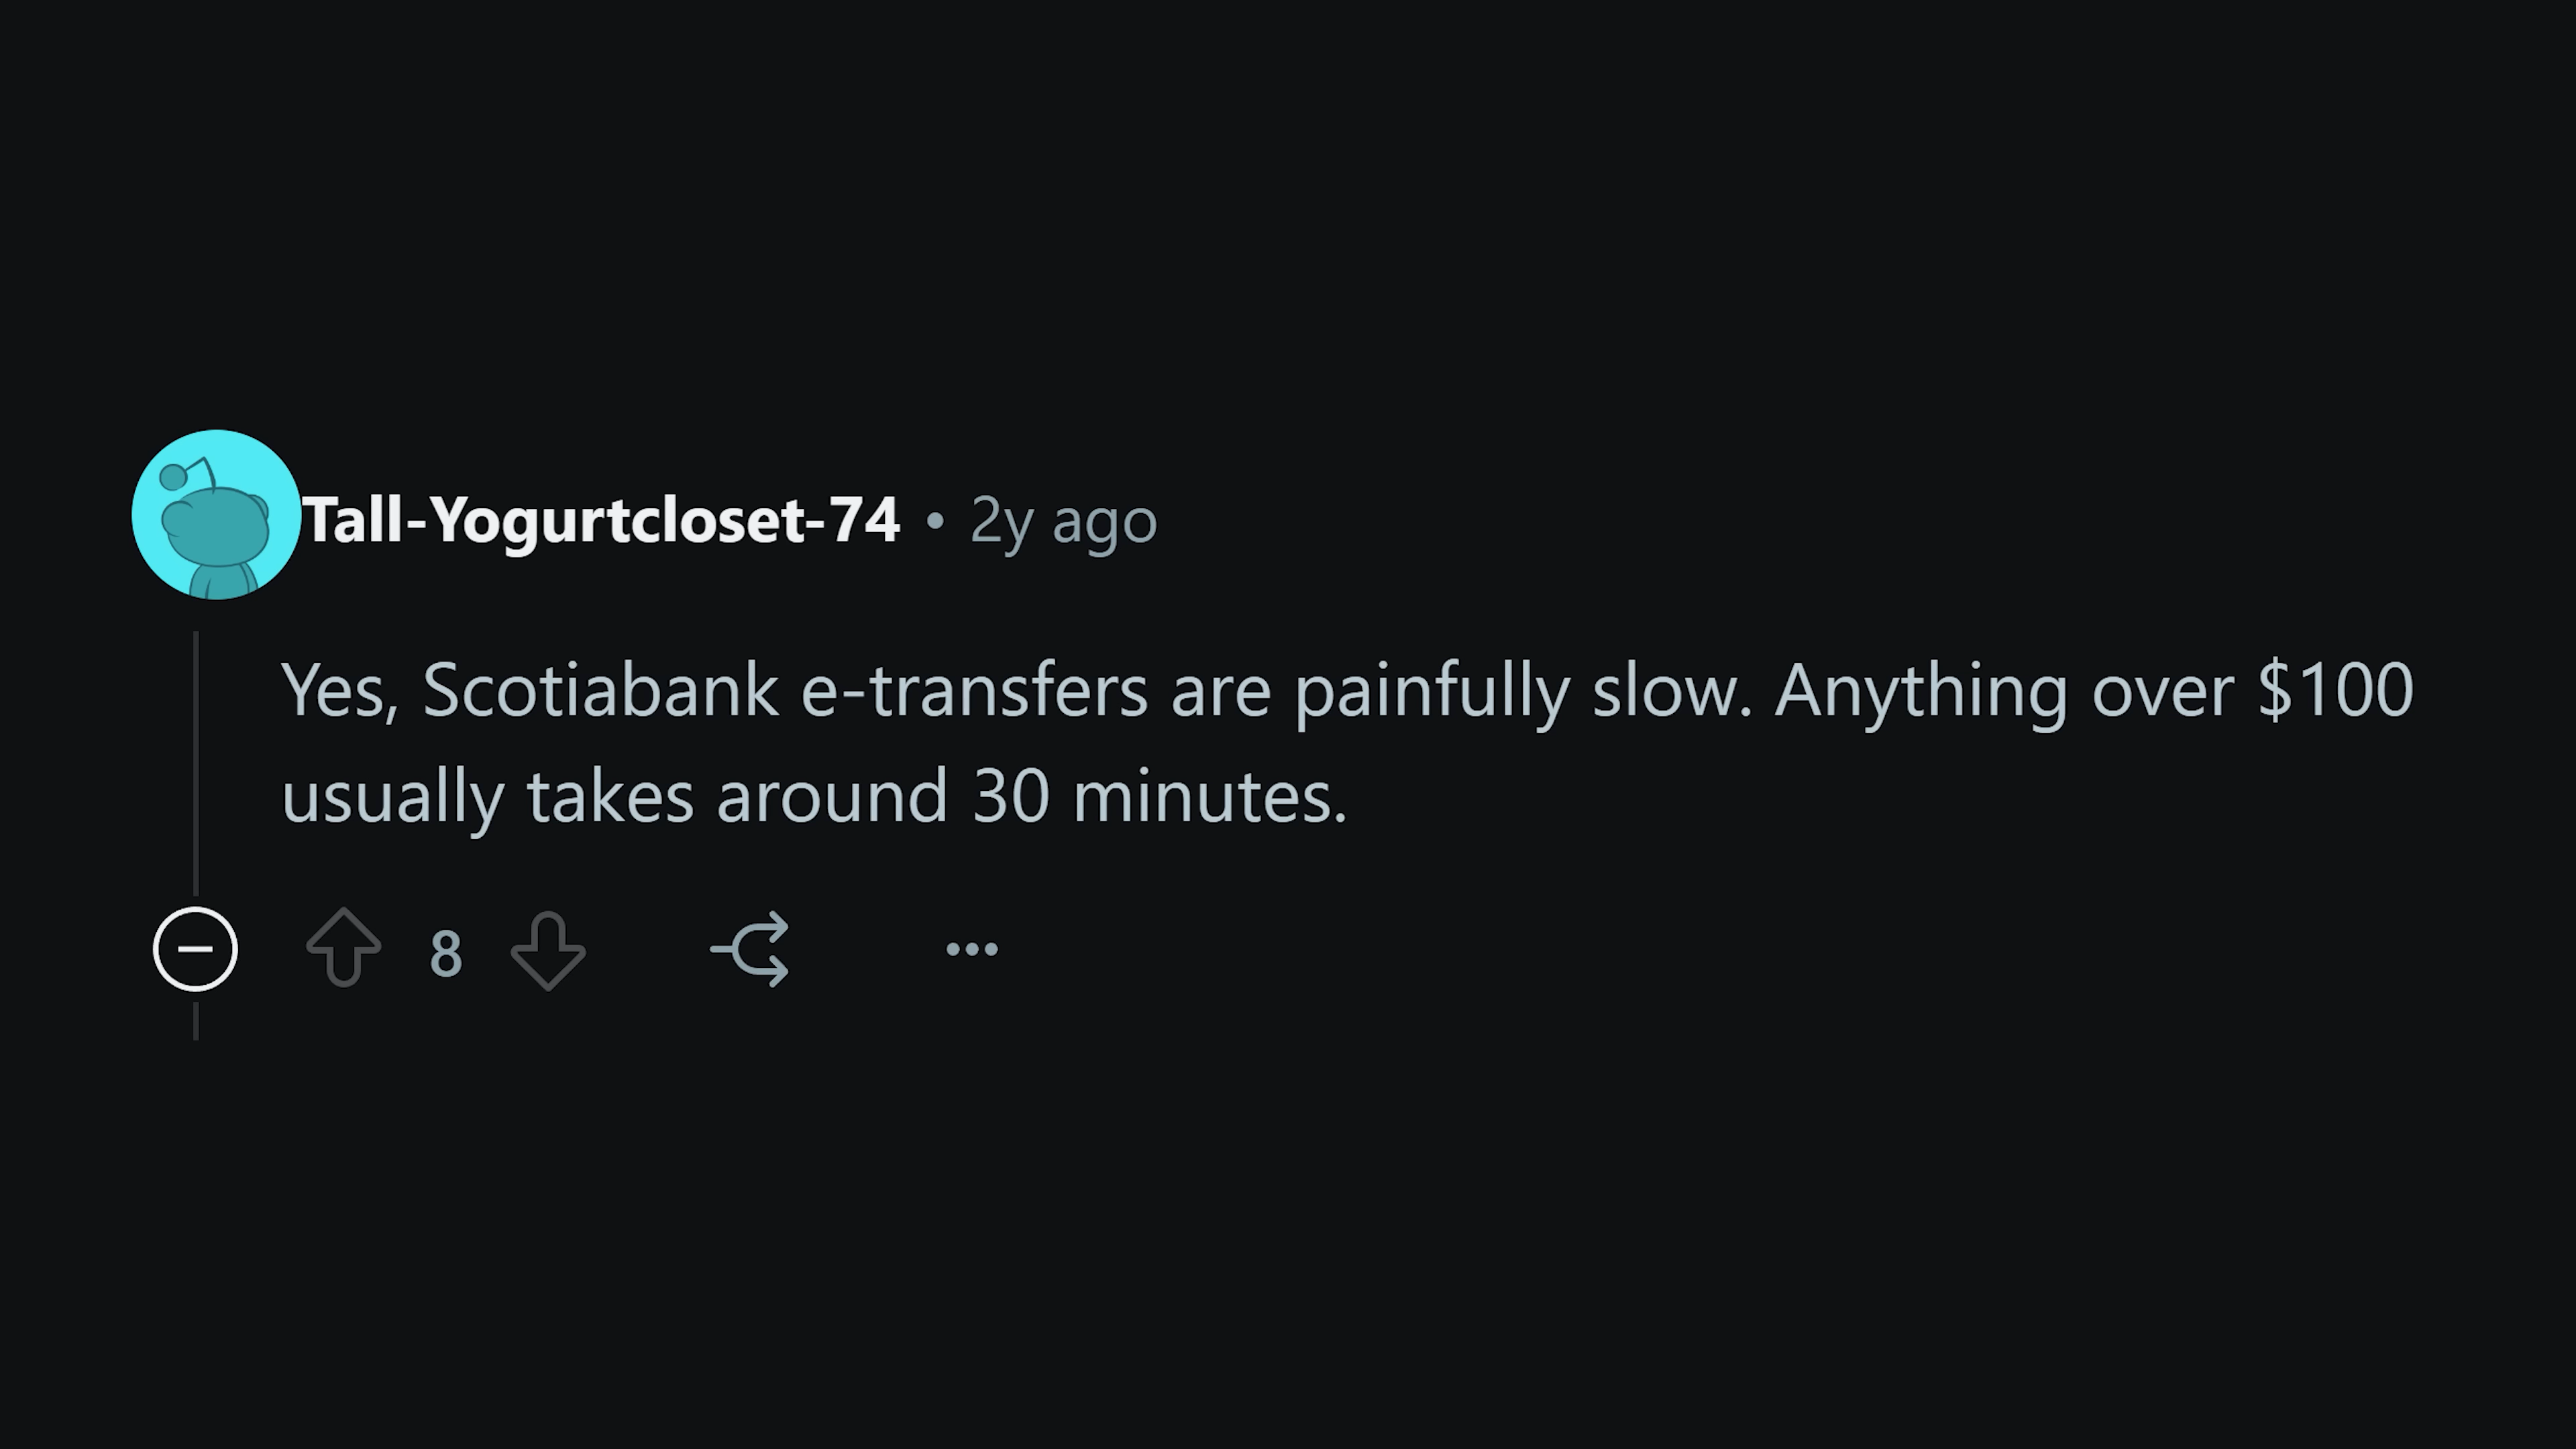 Tall-Yogurtcloset-74 • 2y ago
Yes, Scotiabank e-transfers are painfully slow. Anything over $100
usually takes around 30 minutes.
8